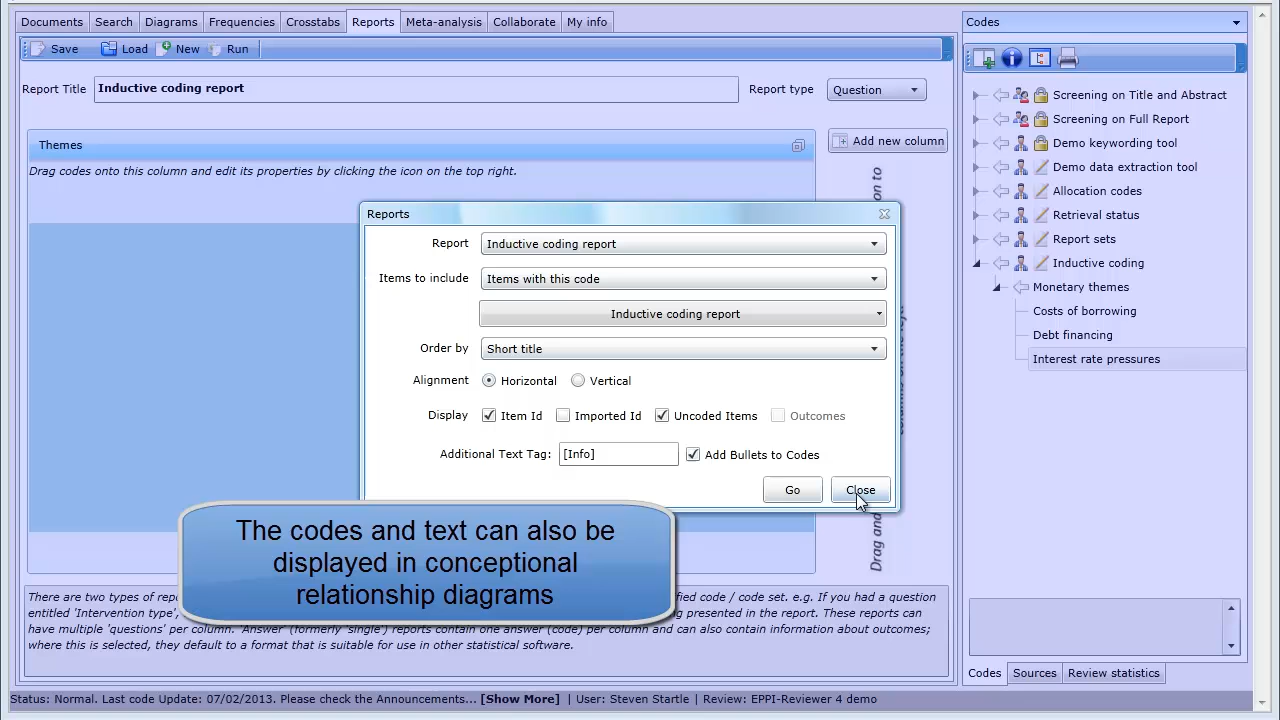 Documents Search Diagrams Frequencies Crosstabs Reports Meta-analysis Collaborate My info
Save Load New Run
Report Title Inductive coding report Report type Question
Themes
Add new column
Drag codes onto this column and edit its properties by clicking the icon on the top right.
Reports
Report Inductive coding report
Items to include Items with this code
Inductive coding report
Order by Short title
Alignment Horizontal Vertical
Display Item Id Imported Id Uncoded Items Outcomes
Additional Text Tag: [Info] Add Bullets to Codes
Go Close
Drag and
on to
The codes and text can also be
displayed in conceptional
relationship diagrams
There are two types of
fied code / code set. e.g. If you had a question
entitled 'Intervention type',
presented in the report. These reports can
have multiple 'questions' per column. 'Answer' (formerly 'single') reports contain one answer (code) per column and can also contain information about outcomes;
where this is selected, they default to a format that is suitable for use in other statistical software.
Codes
Screening on Title and Abstract
Screening on Full Report
Demo keywording tool
Demo data extraction tool
Allocation codes
Retrieval status
Report sets
Inductive coding
Monetary themes
Costs of borrowing
Debt financing
Interest rate pressures
Codes Sources Review statistics
Status: Normal. Last code Update: 07/02/2013. Please check the Announcements... [Show More] | User: Steven Startle | Review: EPPI-Reviewer 4 demo